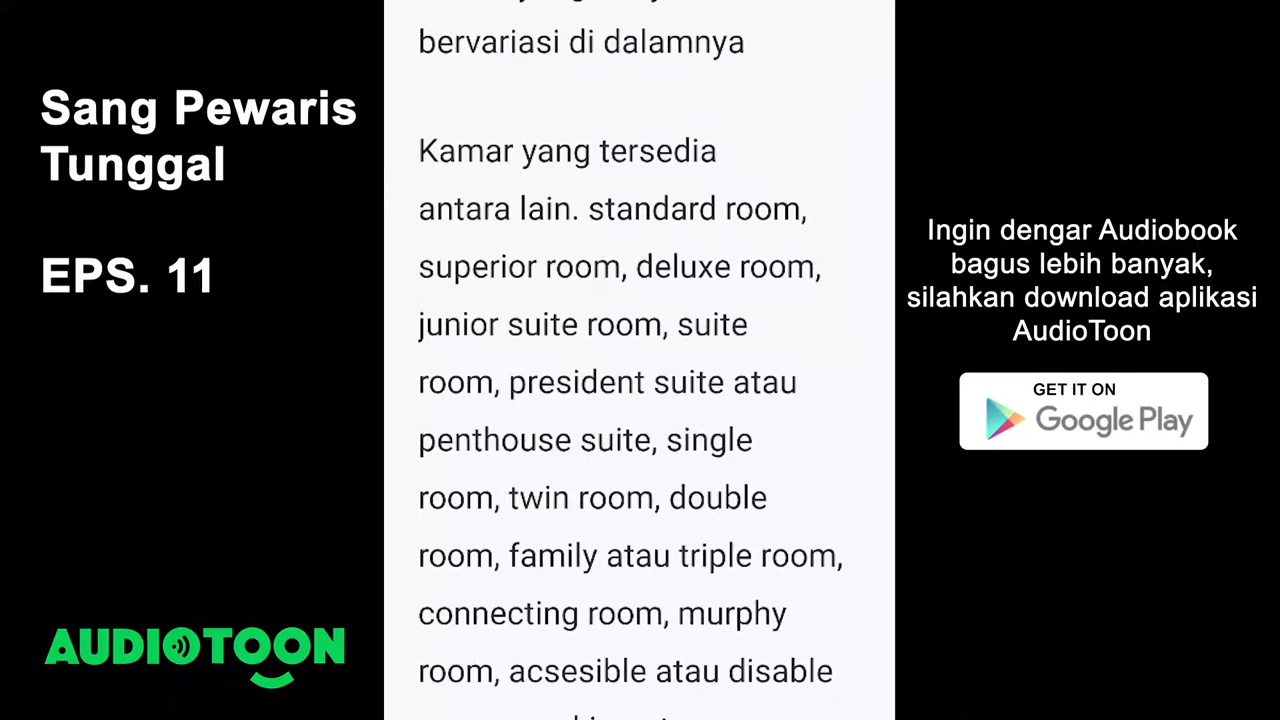 Sang Pewaris
Tunggal
EPS. 11
AUDIOTOON
bervariasi di dalamnya
Kamar yang tersedia
antara lain. standard room,
superior room, deluxe room,
junior suite room, suite
room, president suite atau
penthouse suite, single
room, twin room, double
room, family atau triple room,
connecting room, murphy
room, acsesible atau disable
Ingin dengar Audiobook
bagus lebih banyak,
silahkan download aplikasi
AudioToon
GET IT ON
Google Play